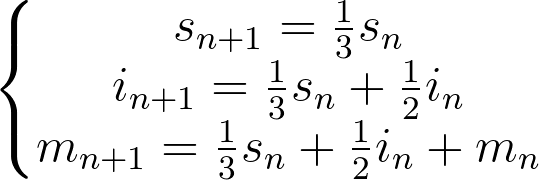 s_{n+1} = \frac{1}{3}s_n
i_{n+1} = \frac{1}{3}s_n + \frac{1}{2}i_n
m_{n+1} = \frac{1}{3}s_n + \frac{1}{2}i_n + m_n